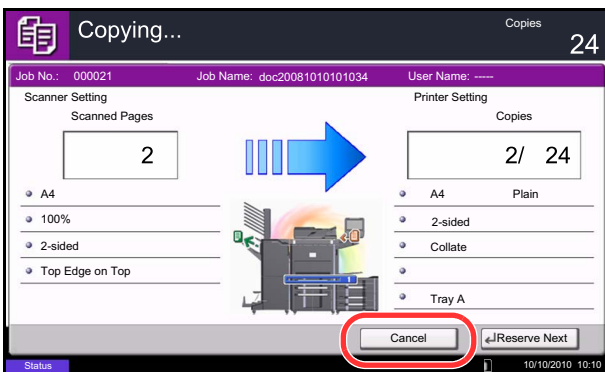 Copying...
Copies
24
Job No.: 000021 Job Name: doc20081010101034 User Name: -----
Scanner Setting Printer Setting
Scanned Pages Copies
2 2/ 24
A4 A4 Plain
100% 2-sided
2-sided Collate
Top Edge on Top
Tray A
Cancel Reserve Next
Status 10/10/2010 10:10